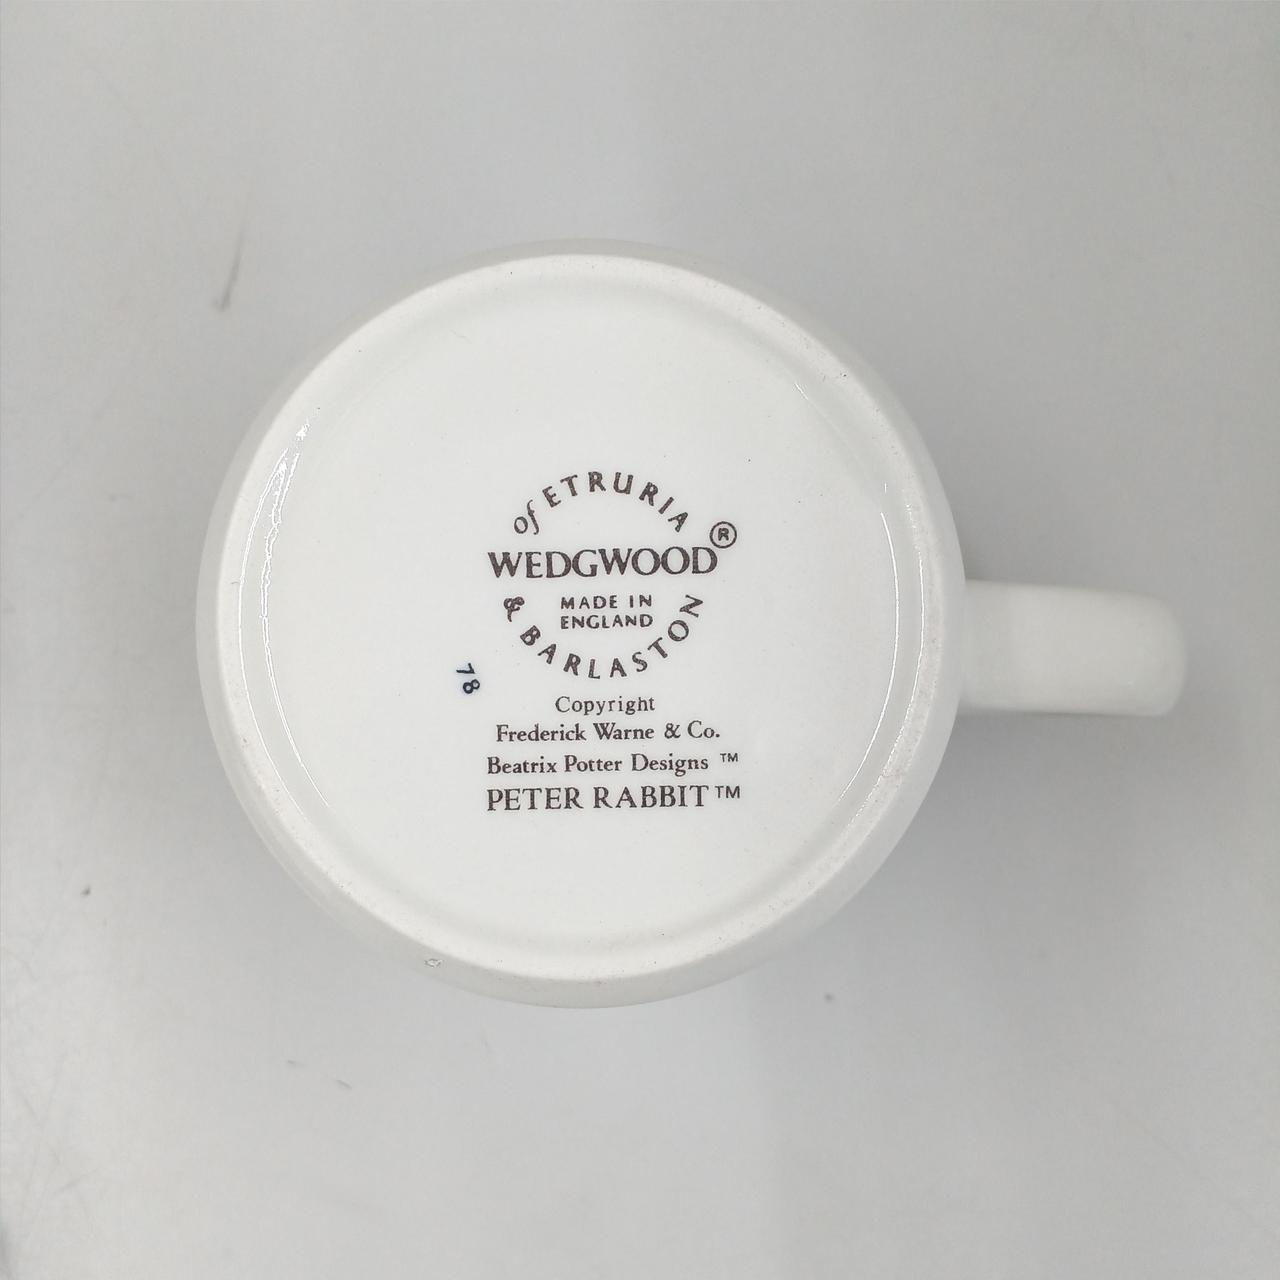 of ETRURIA
WEDGWOOD®
MADE IN
ENGLAND
& BARLASTON
78
Copyright
Frederick Warne & Co.
Beatrix Potter Designs ™
PETER RABBIT™